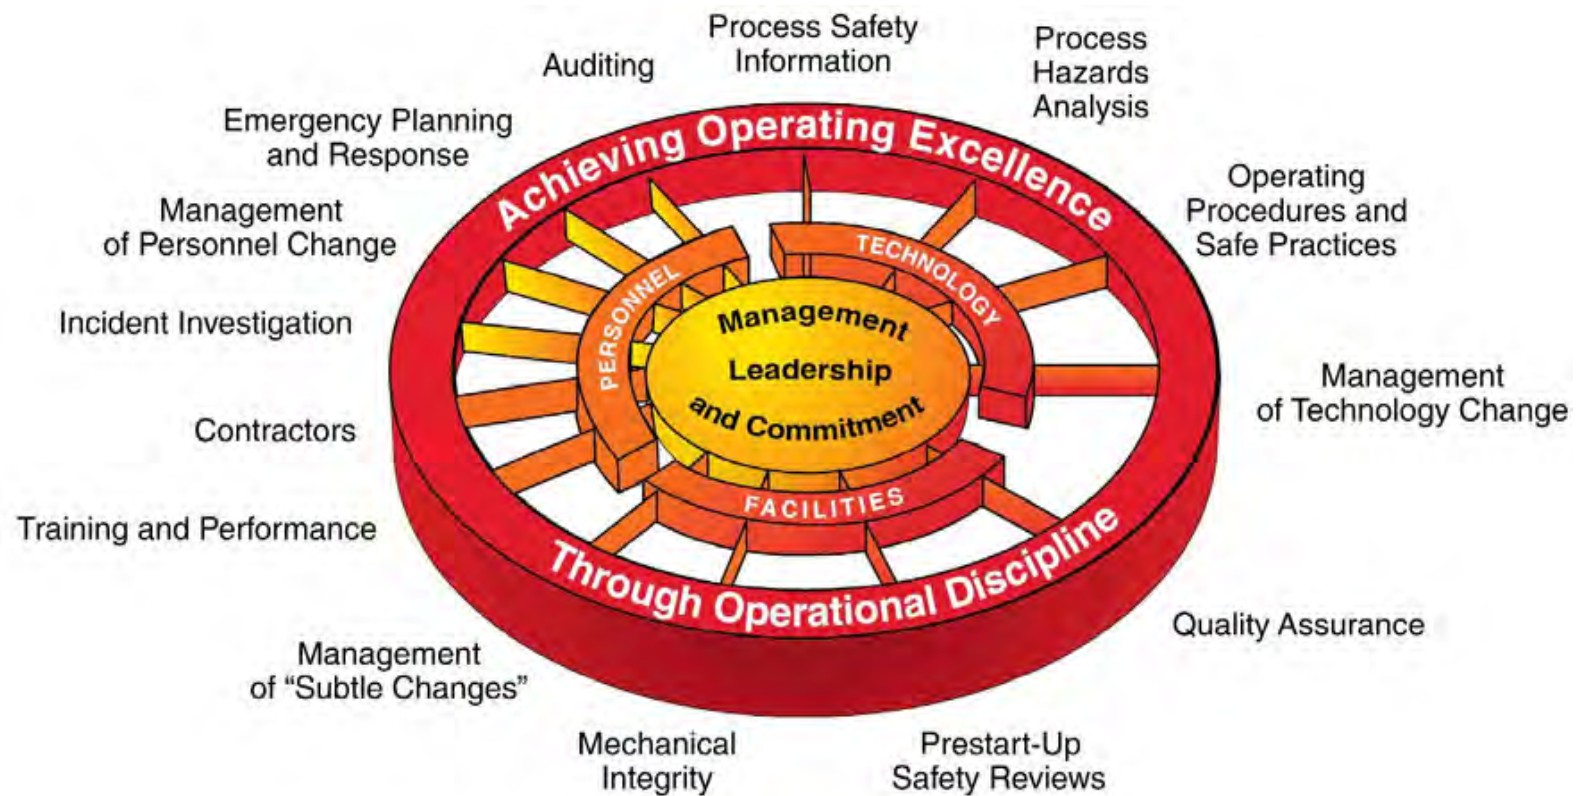 Process Safety
Information
Process
Hazards
Analysis
Operating
Procedures and
Safe Practices
Management
of Technology Change
Quality Assurance
Prestart-Up
Safety Reviews
Mechanical
Integrity
Management
of “Subtle Changes”
Training and Performance
Contractors
Incident Investigation
Management
of Personnel Change
Emergency Planning
and Response
Auditing
Achieving Operating Excellence
Through Operational Discipline
PERSONNEL
TECHNOLOGY
FACILITIES
Management
Leadership
and Commitment